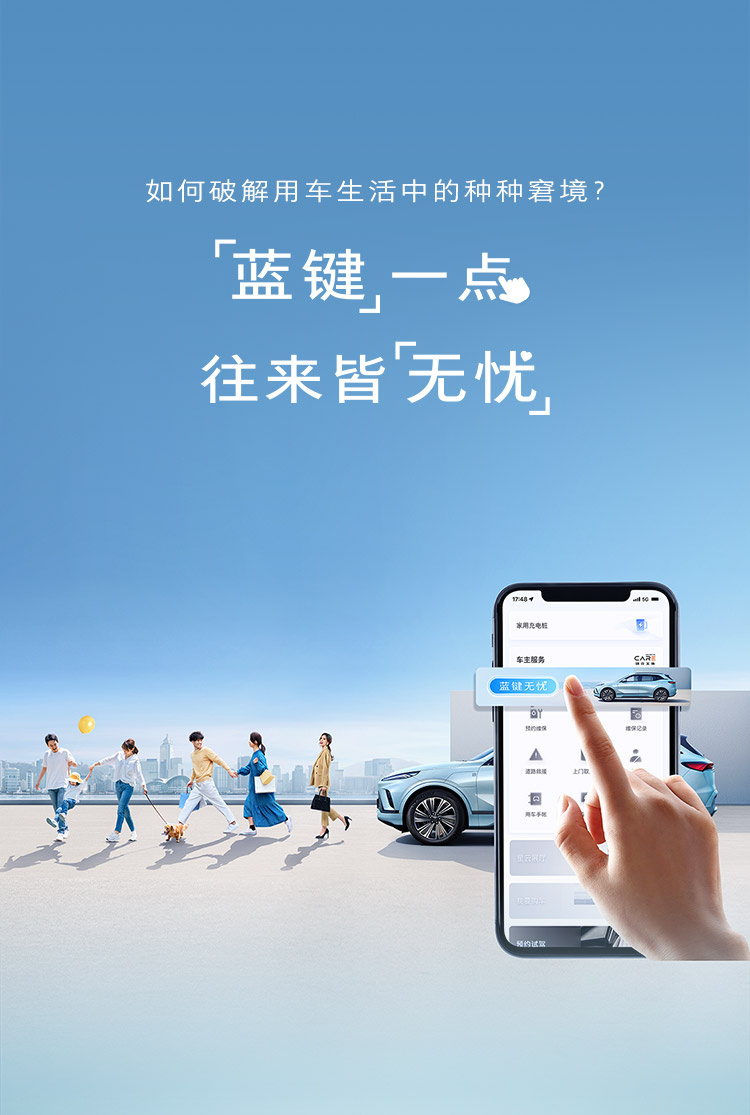 如何破解用车生活中的种种窘境？
「蓝键」一点
往来皆「无忧」
17:48
5G
家用充电桩
车主服务
CARE
蓝键无忧
预约维保
维保记录
道路救援
上门取
用车手帐
预约试驾